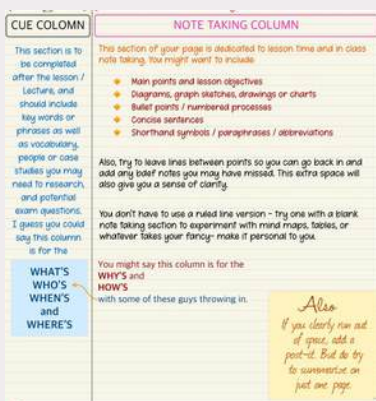 CUE COLOMN
This section is to
be completed
after the lesson /
Lecture, and
should include
key words or
phrases as well
as vocabulary,
people or case
studies you may
need to research,
and potential
exam questions.
I guess you could
say this column
is for the
WHAT'S
WHO'S
WHEN'S
and
WHERE'S
NOTE TAKING COLUMN
This section of your page is dedicated to lesson time and in class
note taking. You might want to include:
Main points and lesson objectives
Diagrams, graph sketches, drawings or charts
Bullet points / numbered processes
Concise sentences
Shorthand symbols / paraphrases / abbreviations
Also, try to leave lines between points so you can go back in and
add any bdef notes you may have missed. This extra space will
also give you a sense of clarity.
You don't have to use a ruled line version - try one with a blank
note taking section to experiment with mind maps, tables, or
whatever takes your fancy- make it personal to you.
You might say this column is for the
WHY'S and
HOW'S
with some of these guys throwing in.
Also
If you clearly run out
of space, add a
post-it. But do try
to summarize on
just one page.